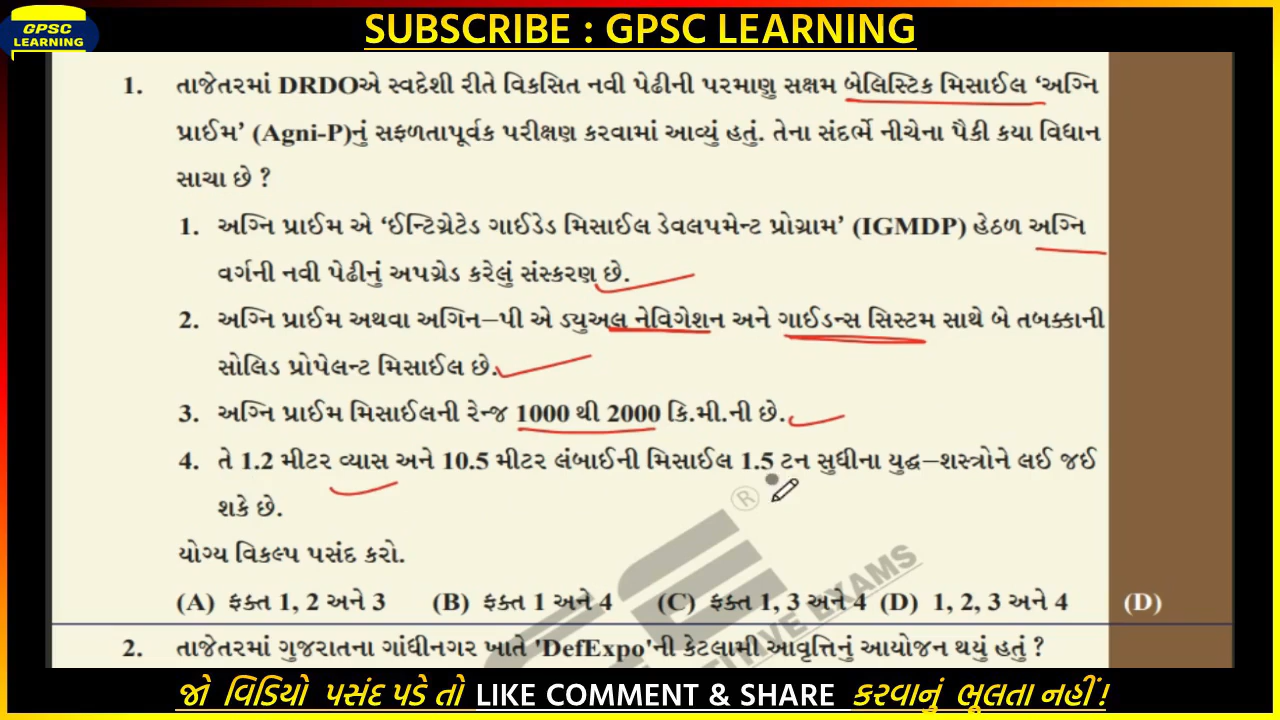 GPSC
LEARNING
SUBSCRIBE : GPSC LEARNING
1. તાજેતરમાં DRDOએ સ્વદેશી રીતે વિકસિત નવી પેઢીની પરમાણુ સક્ષમ બેલિસ્ટિક મિસાઈલ ‘અગ્નિ
પ્રાઈમ’ (Agni-P)નું સફળતાપૂર્વક પરીક્ષણ કરવામાં આવ્યું હતું. તેના સંદર્ભે નીચેના પૈકી કયા વિધાન
સાચા છે ?
1. અગ્નિ પ્રાઈમ એ ‘ઈન્ટિગ્રેટેડ ગાઈડેડ મિસાઈલ ડેવલપમેન્ટ પ્રોગ્રામ’ (IGMDP) હેઠળ અગ્નિ
વર્ગની નવી પેઢીનું અપગ્રેડ કરેલું સંસ્કરણ છે.
2. અગ્નિ પ્રાઈમ અથવા અગિન–પી એ ડ્યુઅલ નેવિગેશન અને ગાઈડન્સ સિસ્ટમ સાથે બે તબક્કાની
સોલિડ પ્રોપેલન્ટ મિસાઈલ છે.
3. અગ્નિ પ્રાઈમ મિસાઈલની રેન્જ 1000 થી 2000 કિ.મી.ની છે.
4. તે 1.2 મીટર વ્યાસ અને 10.5 મીટર લંબાઈની મિસાઈલ 1.5 ટન સુધીના યુદ્ધ–શસ્ત્રોને લઈ જઈ
શકે છે.
યોગ્ય વિકલ્પ પસંદ કરો.
(A) ફક્ત 1, 2 અને 3 (B) ફક્ત 1 અને 4 (C) ફક્ત 1, 3 અને 4 (D) 1, 2, 3 અને 4 (D)
2. તાજેતરમાં ગુજરાતના ગાંધીનગર ખાતે 'DefExpo'ની કેટલામી આવૃત્તિનું આયોજન થયું હતું ?
જો વિડિયો પસંદ પડે તો LIKE COMMENT & SHARE કરવાનું ભૂલતા નહીં!